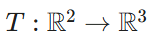 T : ℝ² → ℝ³